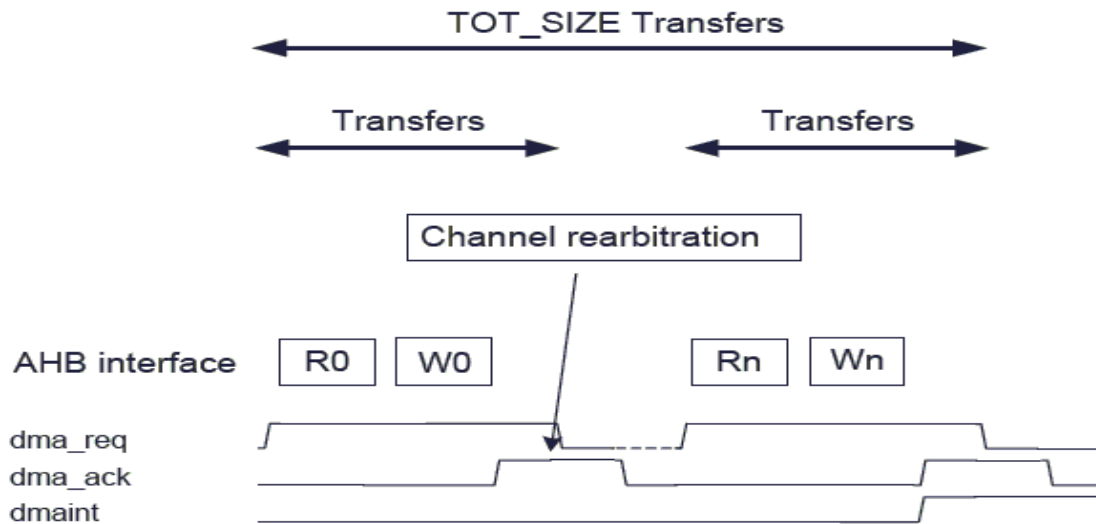 TOT_SIZE Transfers
Transfers Transfers
Channel rearbitration
AHB interface R0 W0 Rn Wn
dma_req
dma_ack
dmaint